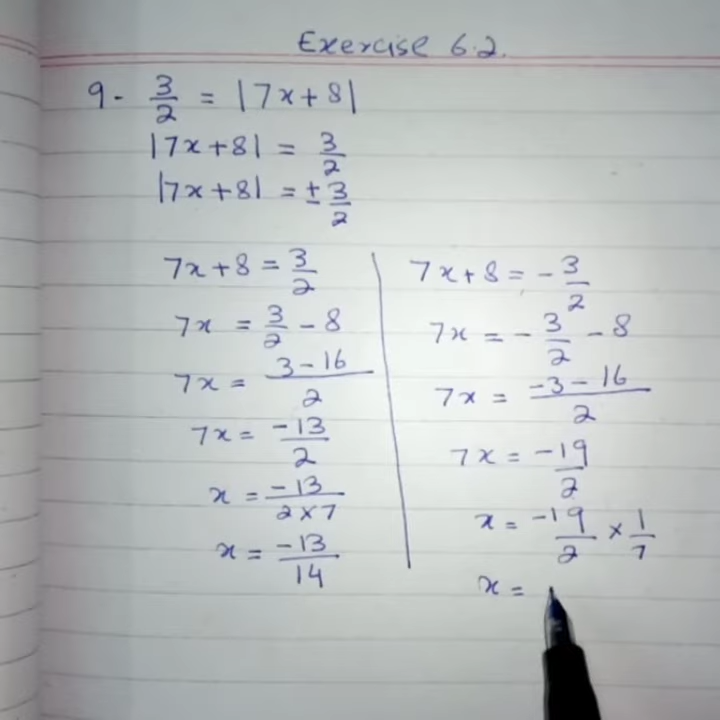 Exercise 6.2.
9- 3/2 = |7x+8|
|7x+8| = 3/2
|7x+8| = ± 3/2
7x+8 = 3/2
7x = 3/2 - 8
7x = 3-16/2
7x = -13/2
x = -13/2×7
x = -13/14
7x+8 = -3/2
7x = -3/2 - 8
7x = -3-16/2
7x = -19/2
x = -19/2 × 1/7
x =